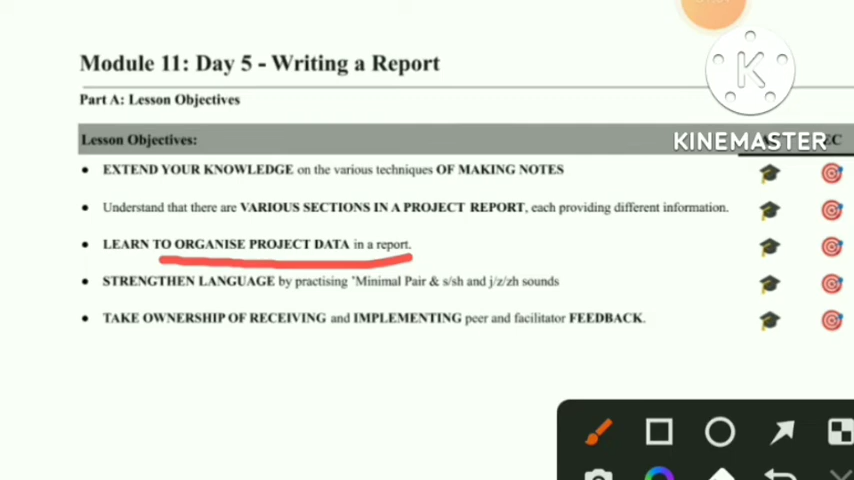 Module 11: Day 5 - Writing a Report
Part A: Lesson Objectives
KINEMASTER
Lesson Objectives:
EXTEND YOUR KNOWLEDGE on the various techniques OF MAKING NOTES
Understand that there are VARIOUS SECTIONS IN A PROJECT REPORT, each providing different information.
LEARN TO ORGANISE PROJECT DATA in a report.
STRENGTHEN LANGUAGE by practising "Minimal Pair & s/sh and j/z/zh sounds
TAKE OWNERSHIP OF RECEIVING and IMPLEMENTING peer and facilitator FEEDBACK.